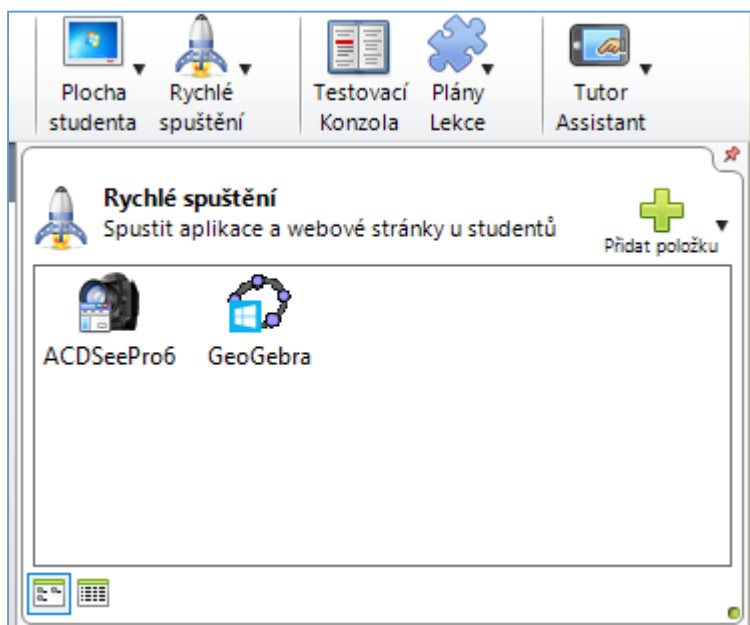 Plocha studenta
Rychlé spuštění
Testovací Konzola
Plány Lekce
Tutor Assistant
Rychlé spuštění
Spustit aplikace a webové stránky u studentů
Přidat položku
ACDSeePro6
GeoGebra